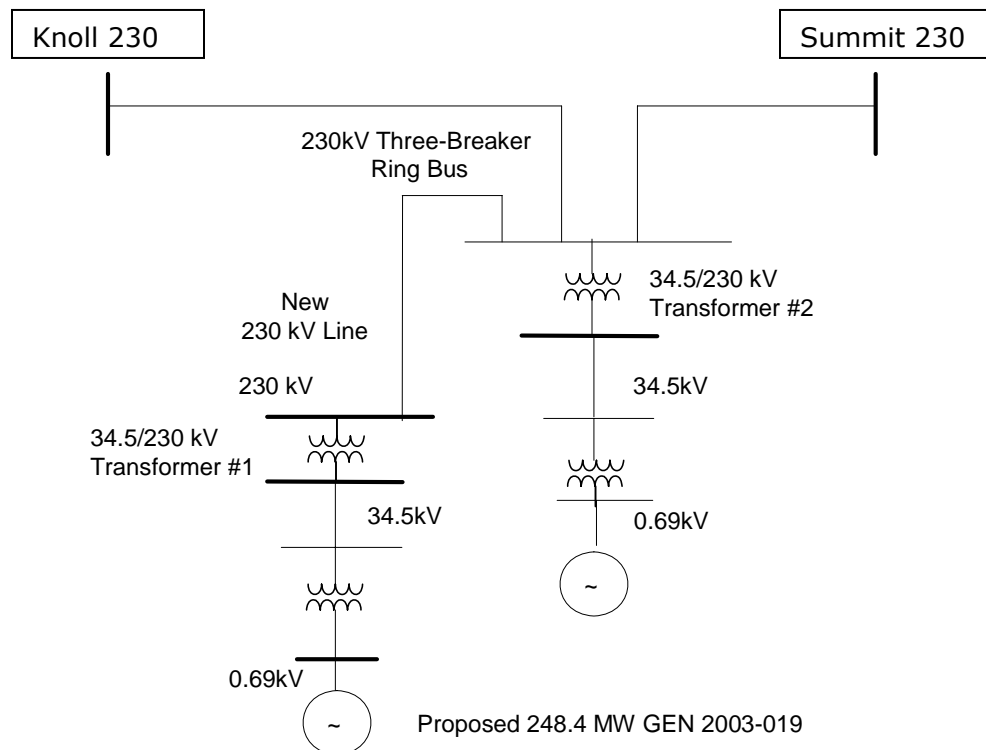 Knoll 230
Summit 230
230kV Three-Breaker
Ring Bus
34.5/230 kV
Transformer #2
New
230 kV Line
230 kV
34.5kV
34.5/230 kV
Transformer #1
34.5kV
0.69kV
~
0.69kV
~
Proposed 248.4 MW GEN 2003-019